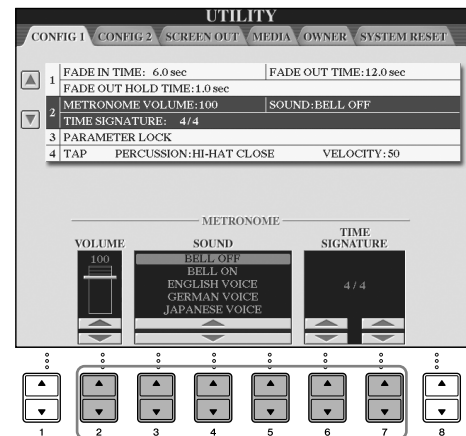 UTILITY
CONFIG 1 CONFIG 2 SCREEN OUT MEDIA OWNER SYSTEM RESET
1 FADE IN TIME: 6.0 sec FADE OUT TIME:12.0 sec
FADE OUT HOLD TIME:1.0 sec
2 METRONOME VOLUME:100 SOUND:BELL OFF
TIME SIGNATURE: 4/4
3 PARAMETER LOCK
4 TAP PERCUSSION:HI-HAT CLOSE VELOCITY:50
METRONOME
VOLUME SOUND TIME SIGNATURE
100 BELL OFF
BELL ON
ENGLISH VOICE 4/4
GERMAN VOICE
JAPANESE VOICE
1 2 3 4 5 6 7 8